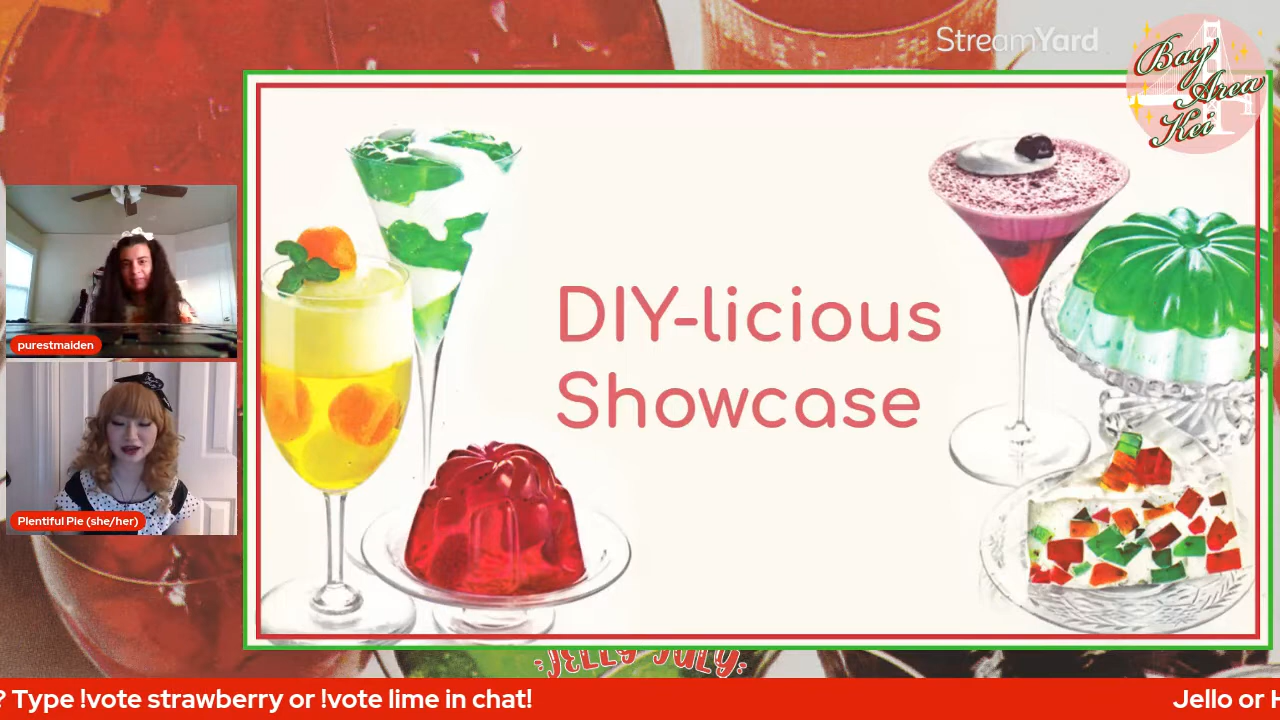 StreamYard
Bay
Area
Kei
DIY-licious
Showcase
purestmaiden
Plentiful Pie (she/her)
JELLY JULY
? Type !vote strawberry or !vote lime in chat!
Jello or